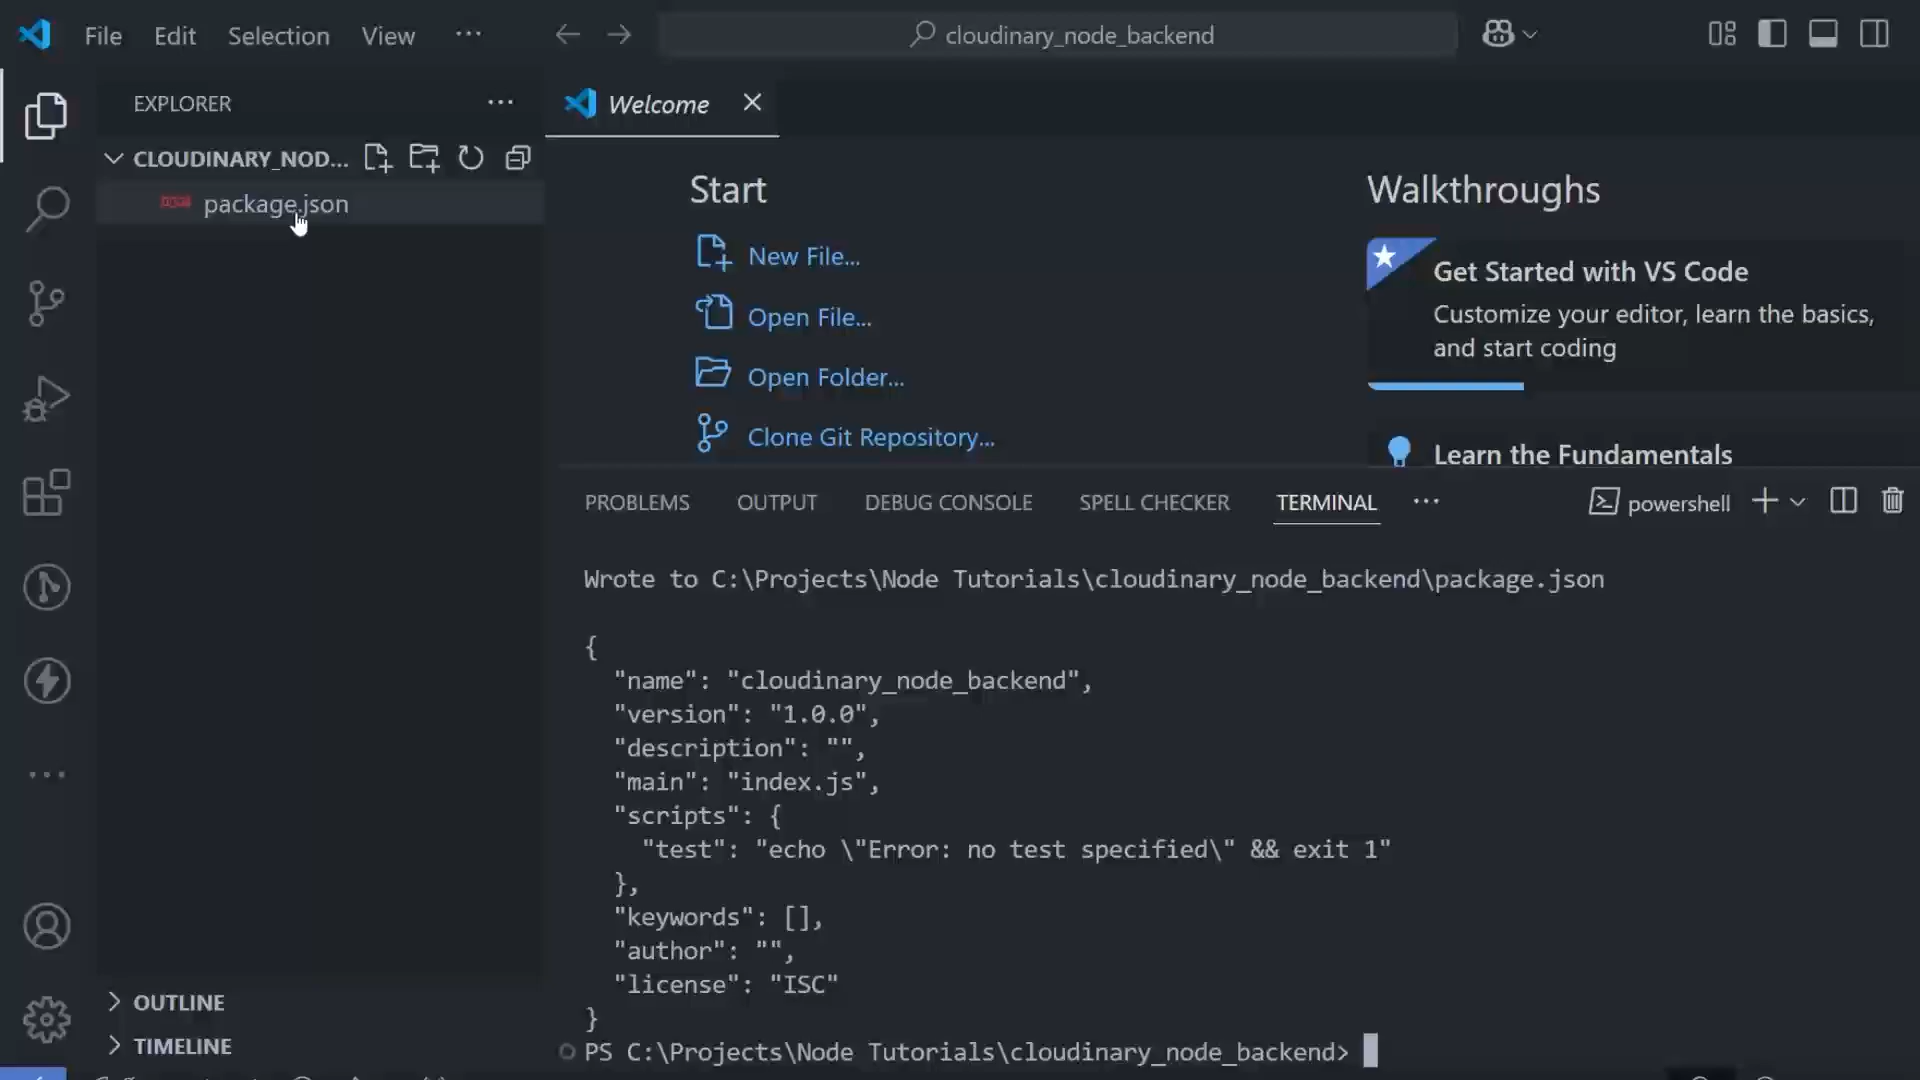 File Edit Selection View ··· cloudinary_node_backend
EXPLORER ···
CLOUDINARY_NOD...
package.json
Welcome
Start
New File...
Open File...
Open Folder...
Clone Git Repository...
Walkthroughs
Get Started with VS Code
Customize your editor, learn the basics,
and start coding
Learn the Fundamentals
PROBLEMS OUTPUT DEBUG CONSOLE SPELL CHECKER TERMINAL ··· powershell
Wrote to C:\Projects\Node Tutorials\cloudinary_node_backend\package.json
{
"name": "cloudinary_node_backend",
"version": "1.0.0",
"description": "",
"main": "index.js",
"scripts": {
"test": "echo \"Error: no test specified\" && exit 1"
},
"keywords": [],
"author": "",
"license": "ISC"
}
PS C:\Projects\Node Tutorials\cloudinary_node_backend>
OUTLINE
TIMELINE